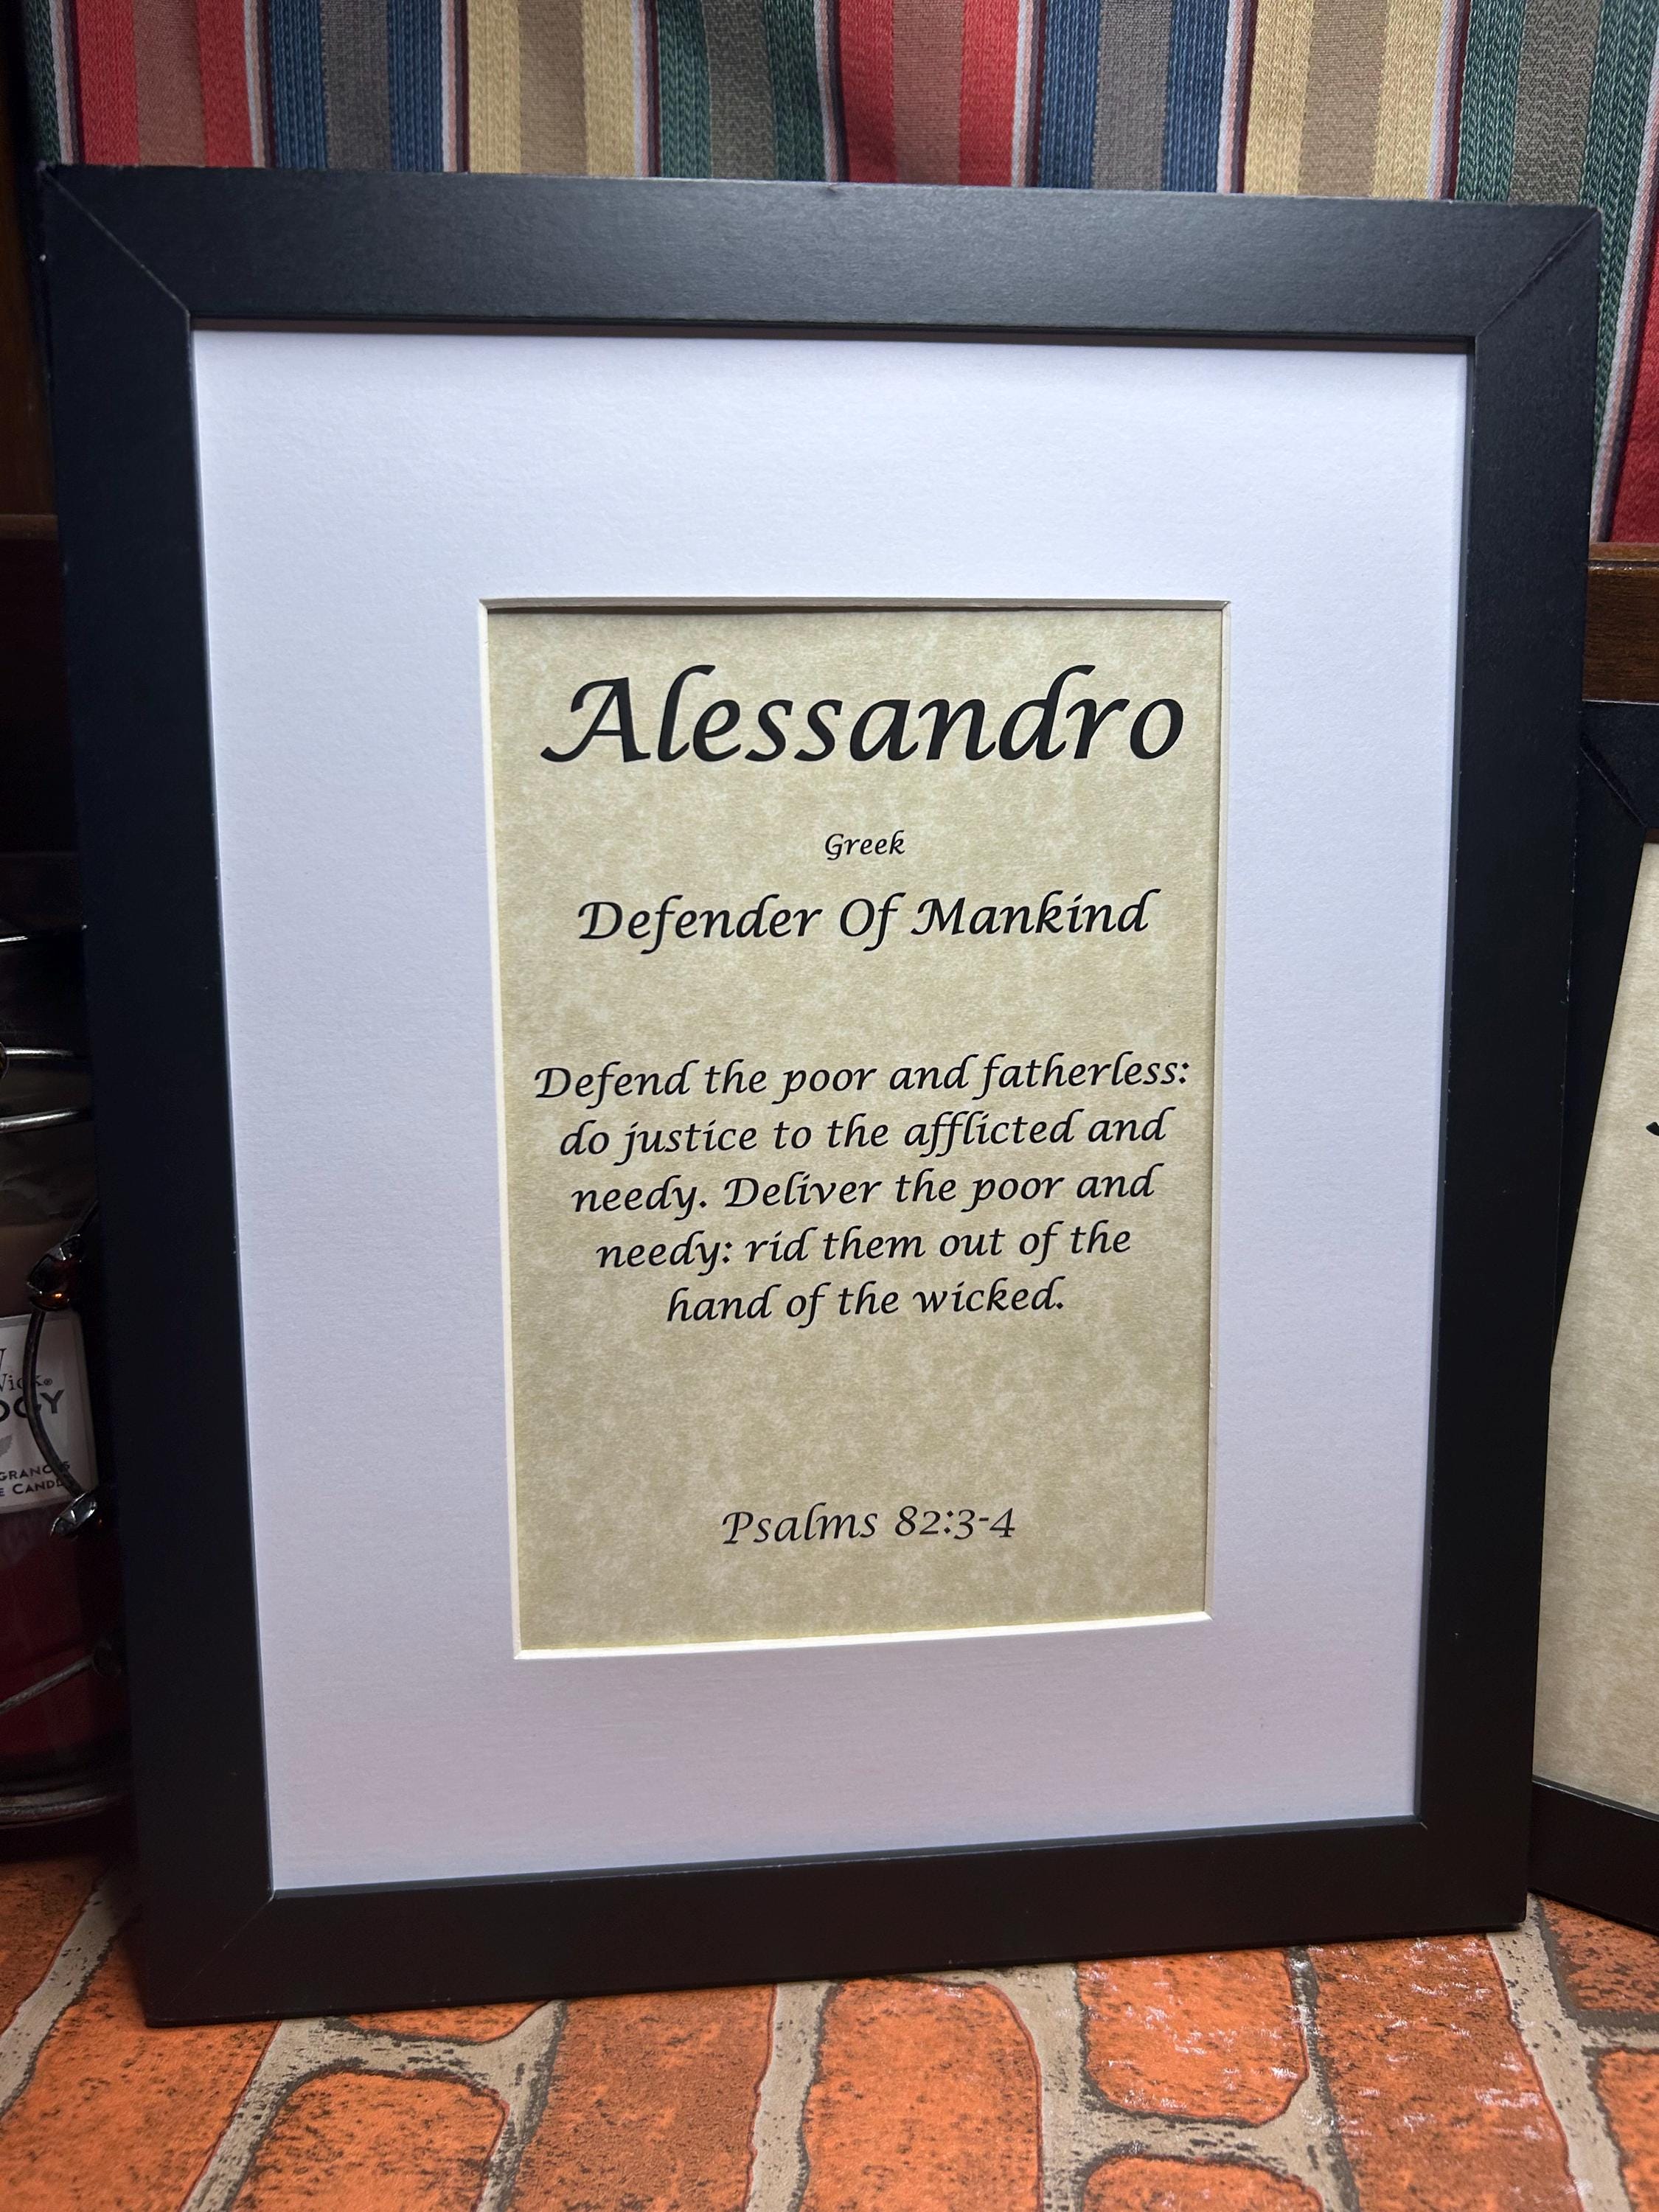 Alessandro
Greek
Defender Of Mankind
Defend the poor and fatherless:
do justice to the afflicted and
needy. Deliver the poor and
needy: rid them out of the
hand of the wicked.
Psalms 82:3-4